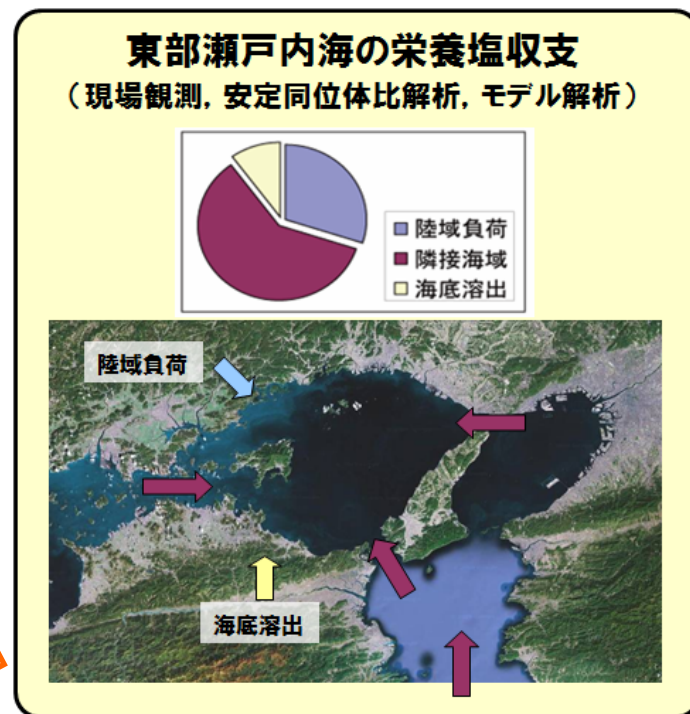 東部瀬戸内海の栄養塩収支
（現場観測，安定同位体比解析，モデル解析）
陸域負荷
隣接海域
海底溶出
陸域負荷
海底溶出